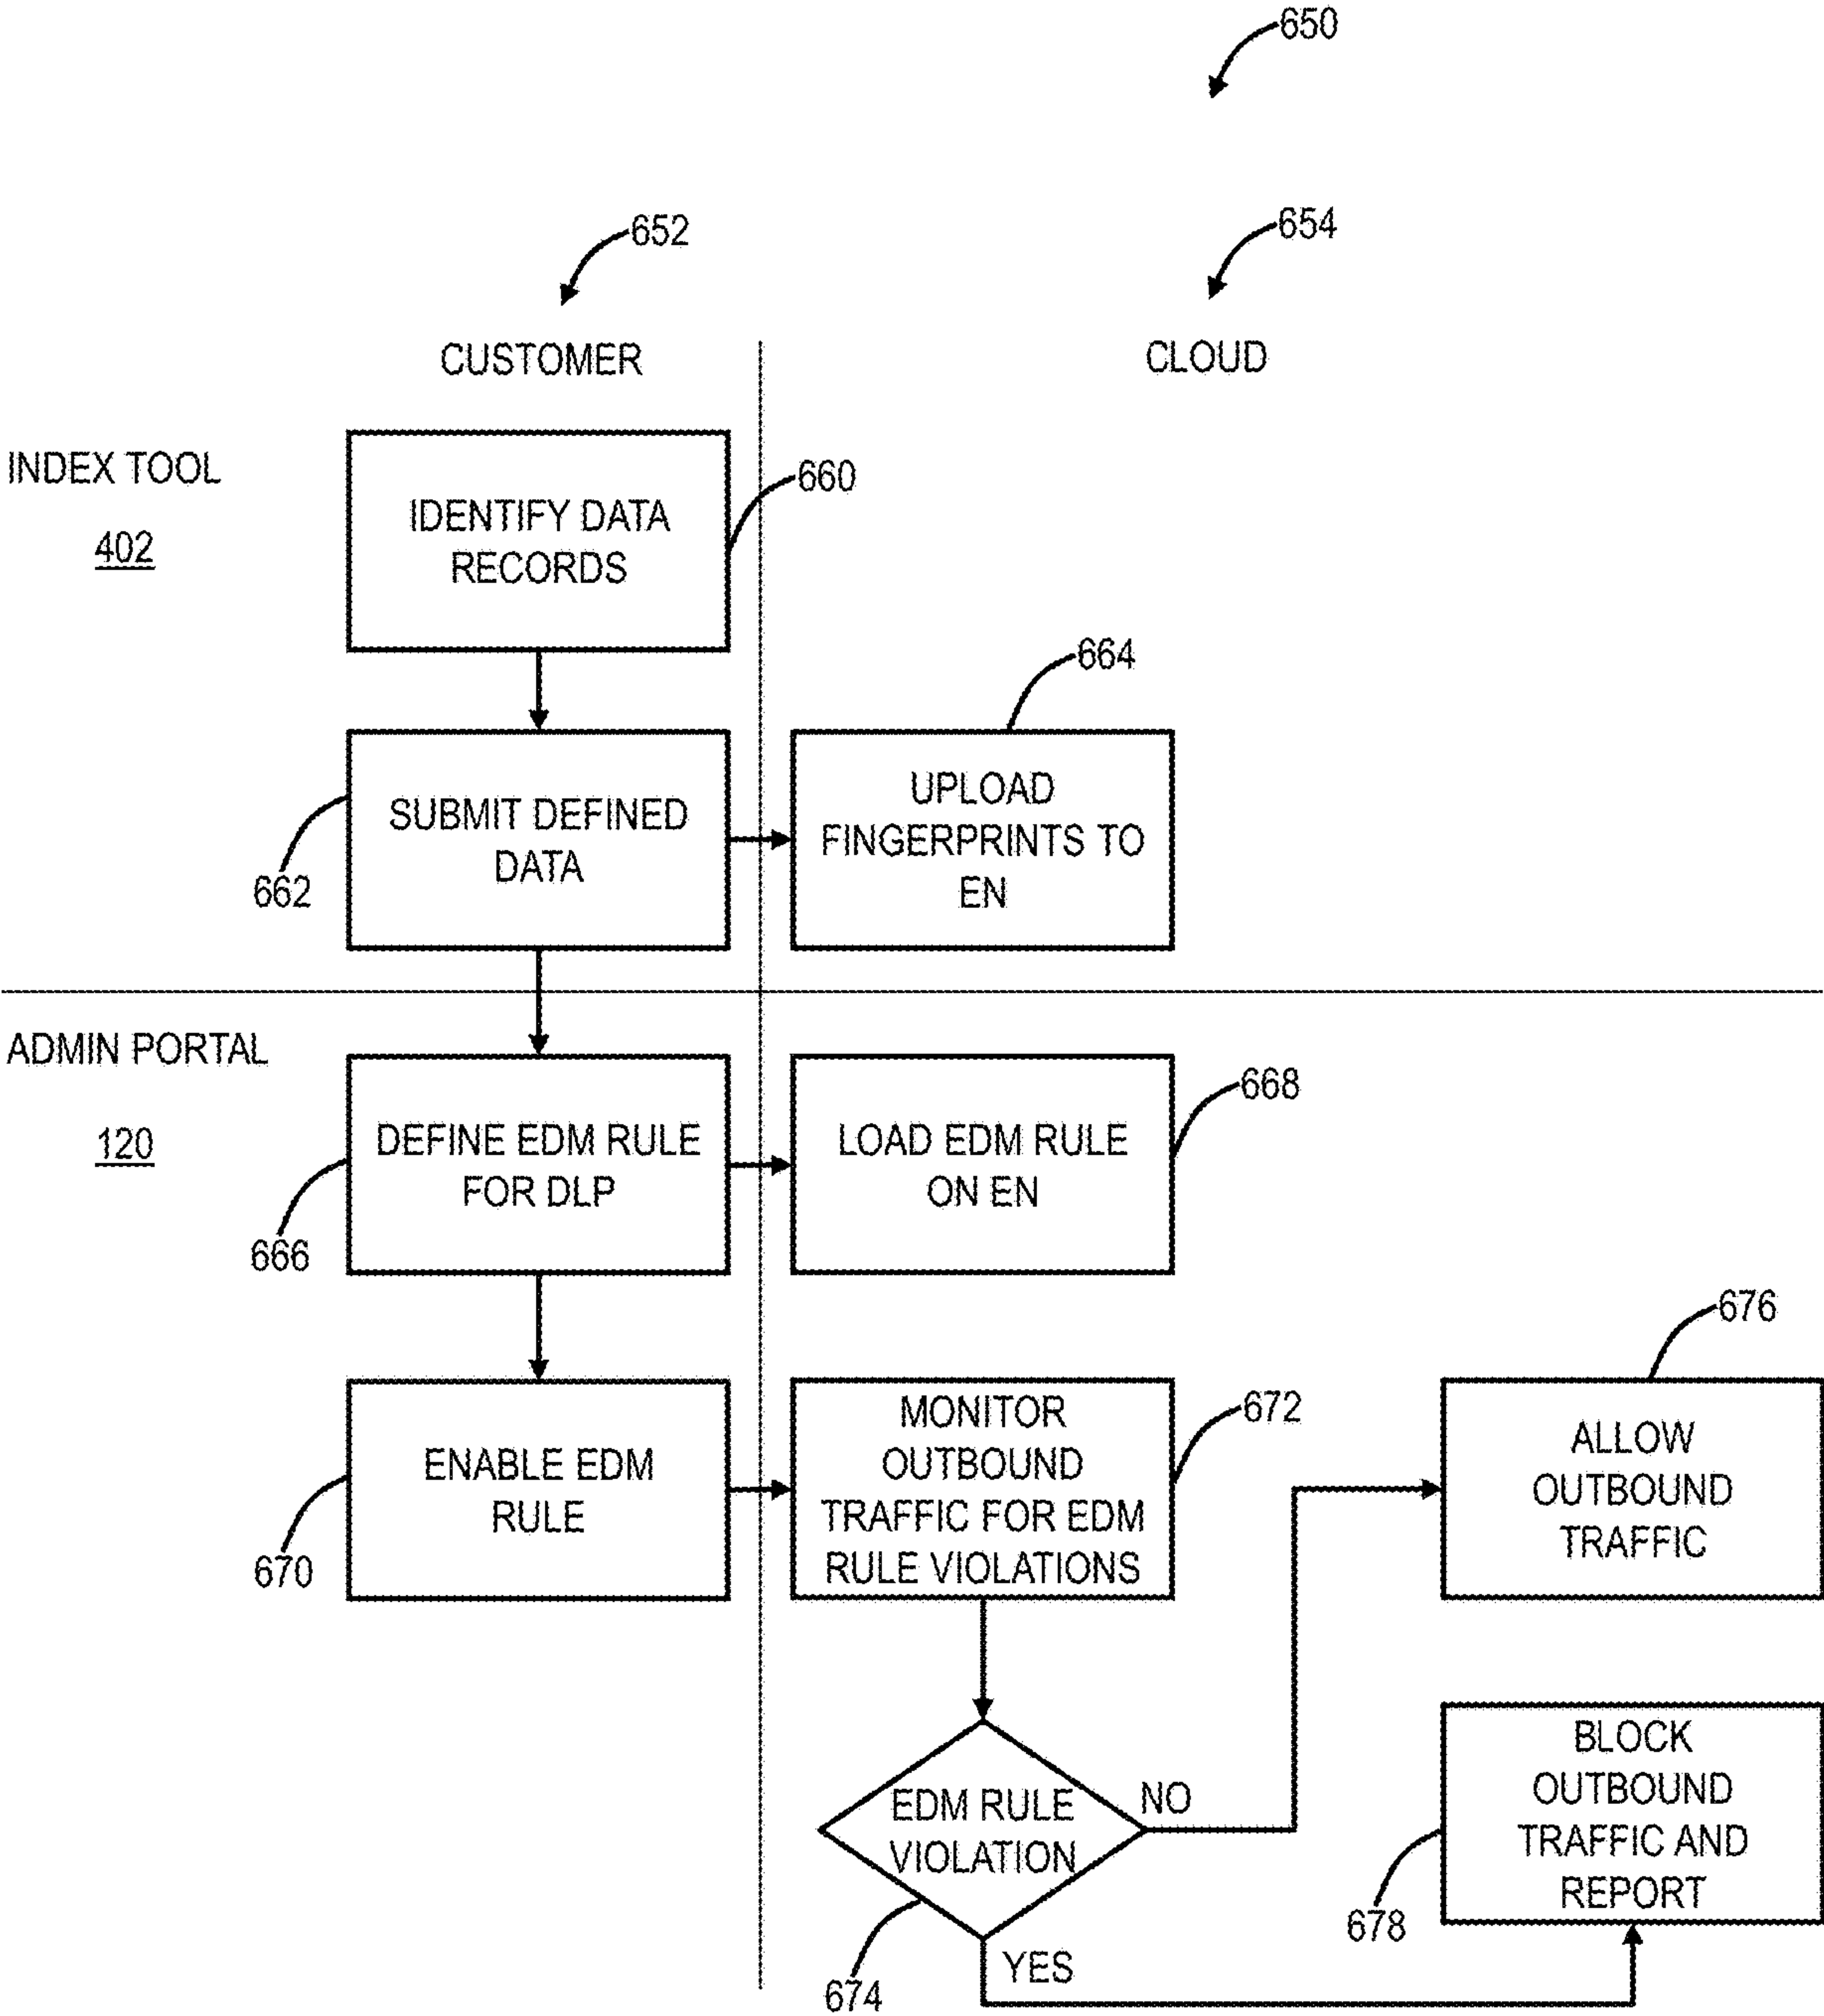 650
652
654
CUSTOMER
CLOUD
INDEX TOOL
402
IDENTIFY DATA
RECORDS
660
664
SUBMIT DEFINED
DATA
662
UPLOAD
FINGERPRINTS TO
EN
ADMIN PORTAL
120
DEFINE EDM RULE
FOR DLP
666
LOAD EDM RULE
ON EN
668
ENABLE EDM
RULE
670
MONITOR
OUTBOUND
TRAFFIC FOR EDM
RULE VIOLATIONS
672
676
ALLOW
OUTBOUND
TRAFFIC
EDM RULE
VIOLATION
674
NO
YES
BLOCK
OUTBOUND
TRAFFIC AND
REPORT
678